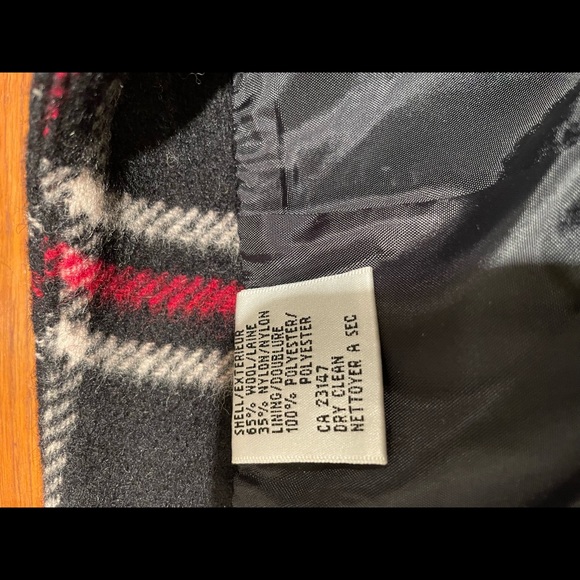 SHELL/EXTERIEUR
65% WOOL/LAINE
35% NYLON/NYLON
LINING/DOUBLURE
100% POLYESTER/
POLYESTER
CA 23147
DRY CLEAN
NETTOYER A SEC